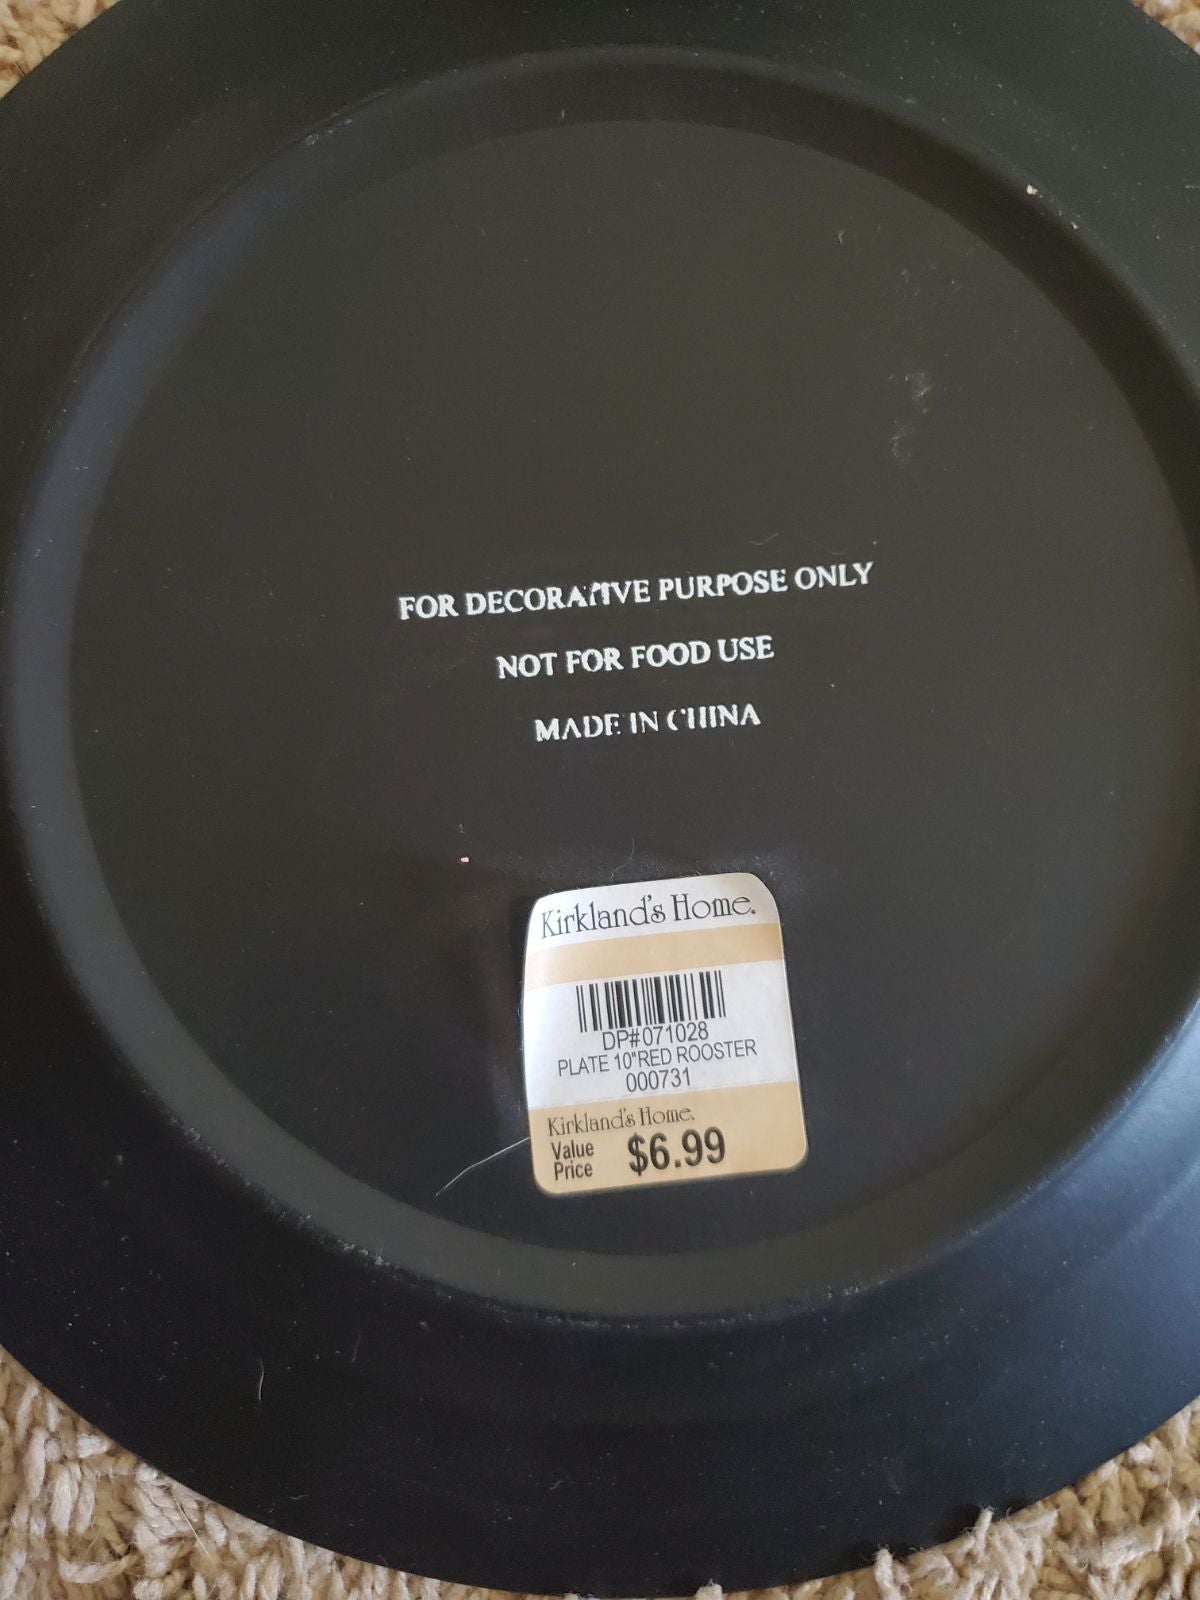 FOR DECORATIVE PURPOSE ONLY
NOT FOR FOOD USE
MADE IN CHINA
Kirkland's Home.
DP#071028
PLATE 10"RED ROOSTER
000731
Kirkland's Home.
Value
Price $6.99